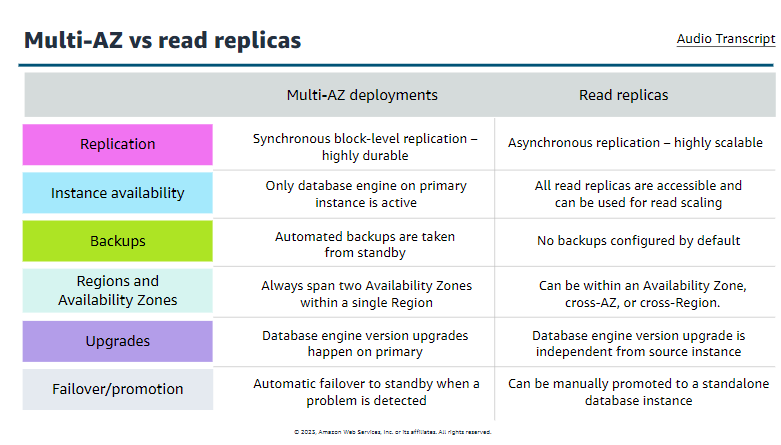 Multi-AZ vs read replicas
Audio Transcript
Multi-AZ deployments
Read replicas
Replication
Synchronous block-level replication –
highly durable
Asynchronous replication – highly scalable
Instance availability
Only database engine on primary
instance is active
All read replicas are accessible and
can be used for read scaling
Backups
Automated backups are taken
from standby
No backups configured by default
Regions and
Availability Zones
Always span two Availability Zones
within a single Region
Can be within an Availability Zone,
cross-AZ, or cross-Region.
Upgrades
Database engine version upgrades
happen on primary
Database engine version upgrade is
independent from source instance
Failover/promotion
Automatic failover to standby when a
problem is detected
Can be manually promoted to a standalone
database instance
© 2023, Amazon Web Services, Inc. or its affiliates. All rights reserved.